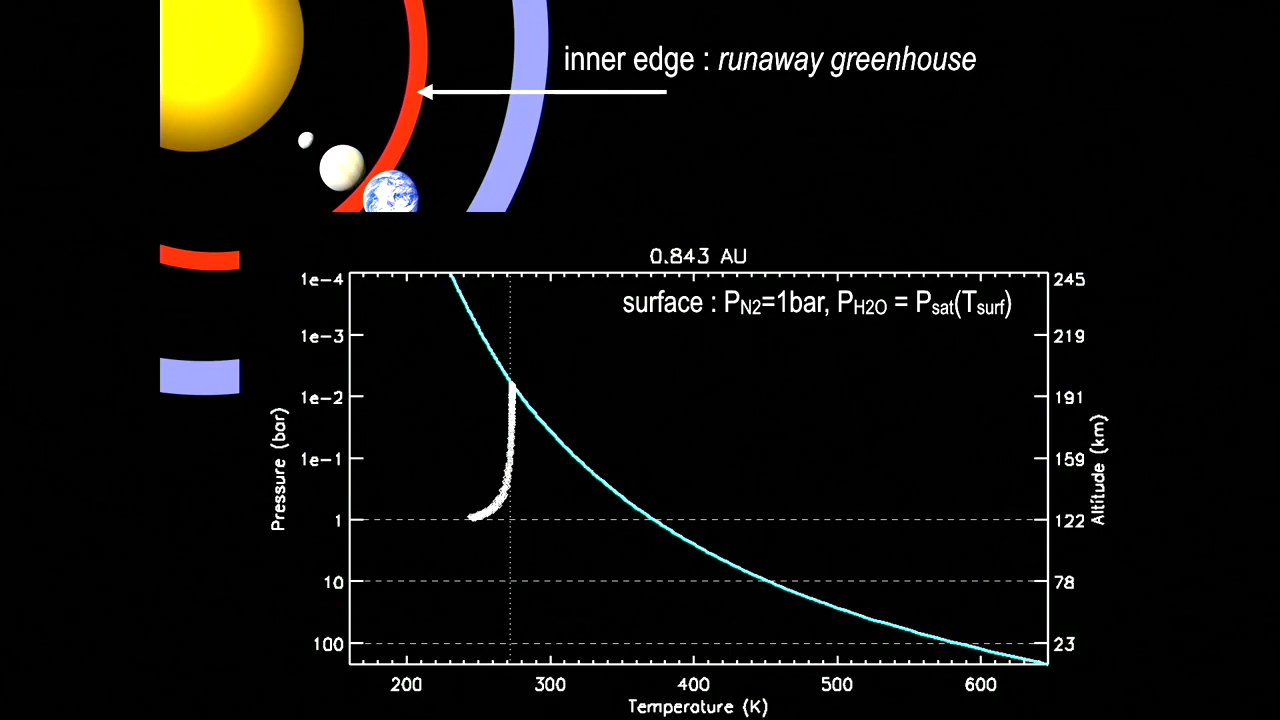 inner edge : runaway greenhouse
0.843 AU
surface : PN2=1bar, PH2O = Psat(Tsurf)
1e-4
1e-3
1e-2
1e-1
1
10
100
Pressure (bar)
245
219
191
159
122
78
23
Altitude (km)
200 300 400 500 600
Temperature (K)